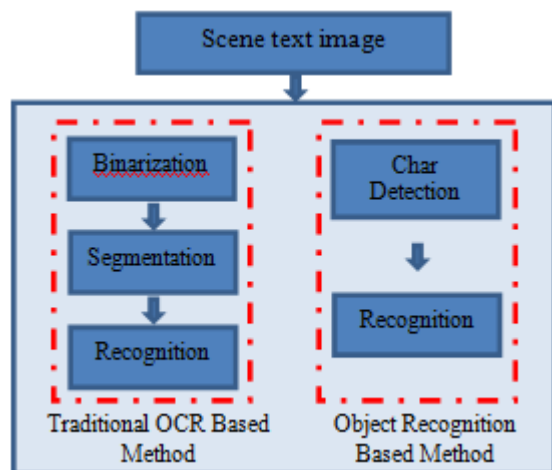 Scene text image
Binarization
Segmentation
Recognition
Traditional OCR Based
Method
Char
Detection
Recognition
Object Recognition
Based Method